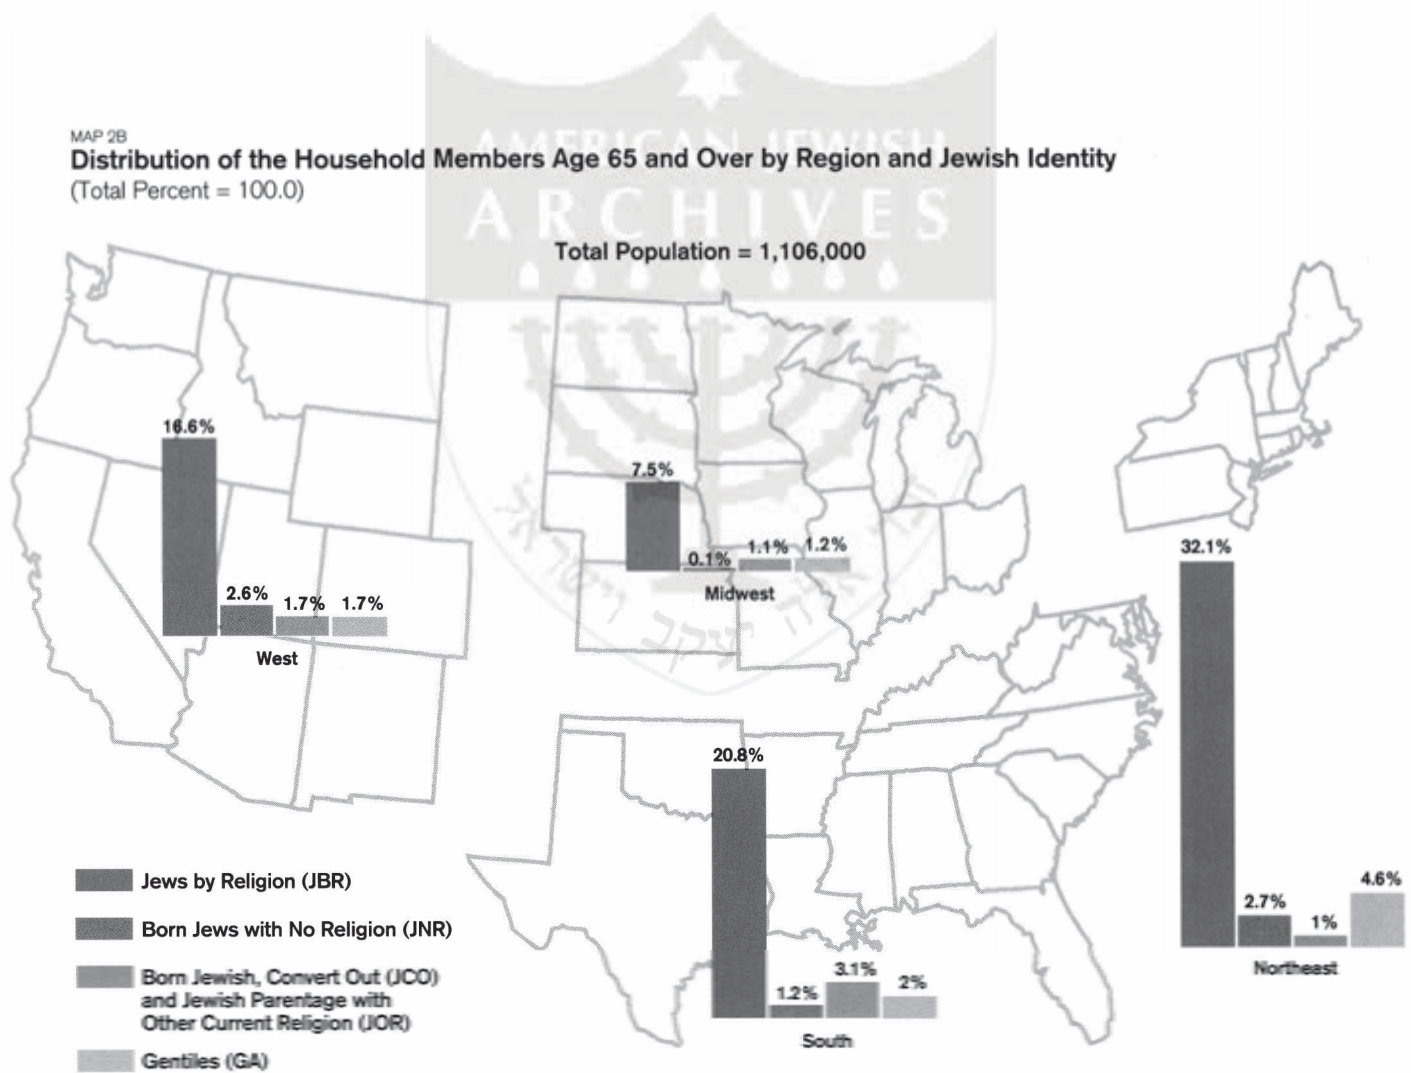 AMERICAN JEWISH
ARCHIVES
MAP 2B
Distribution of the Household Members Age 65 and Over by Region and Jewish Identity
(Total Percent = 100.0)
Total Population = 1,106,000
16.6%
2.6%
1.7%
1.7%
West
7.5%
0.1%
1.1%
1.2%
Midwest
32.1%
2.7%
1%
4.6%
Northeast
20.8%
1.2%
3.1%
2%
South
Jews by Religion (JBR)
Born Jews with No Religion (JNR)
Born Jewish, Convert Out (JCO)
and Jewish Parentage with
Other Current Religion (JOR)
Gentiles (GA)